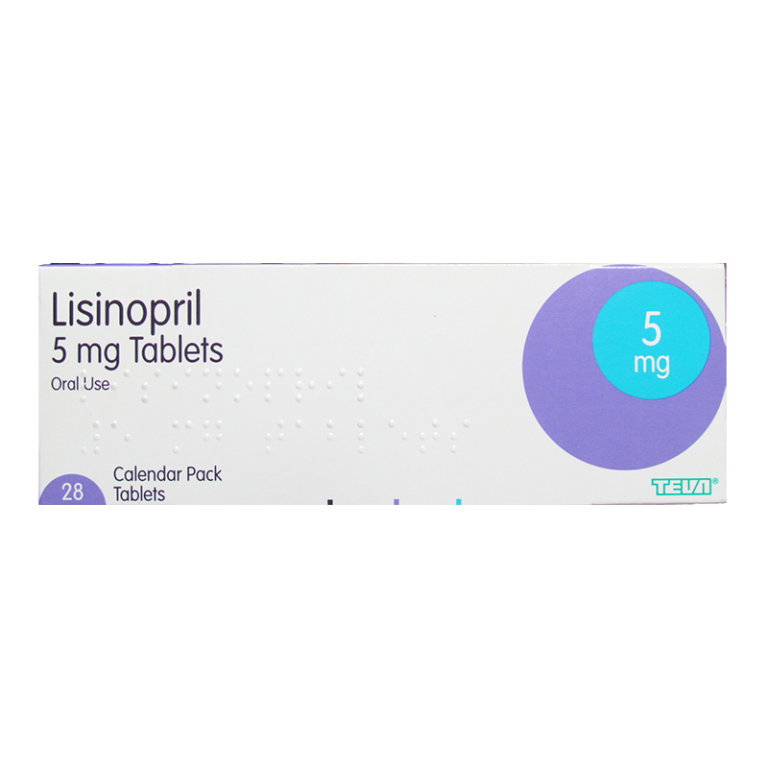 Lisinopril
5 mg Tablets
Oral Use
5
mg
28
Calendar Pack
Tablets
TEVA®